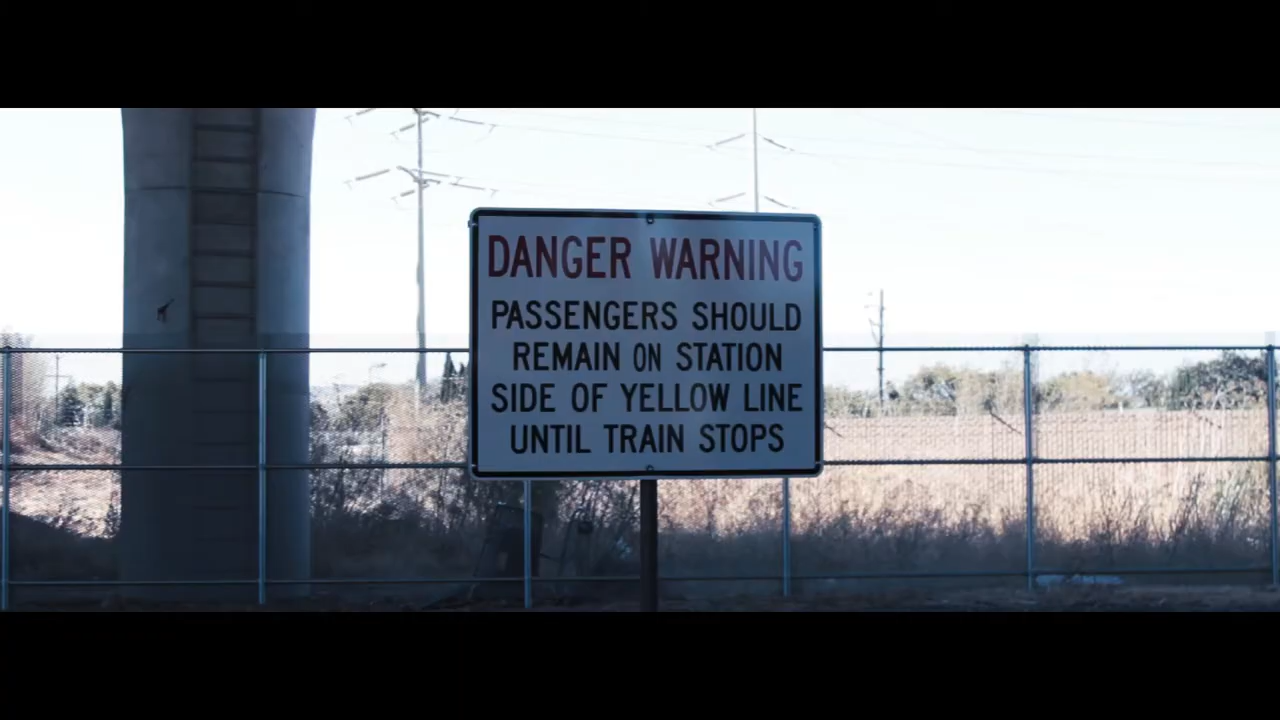 DANGER WARNING
PASSENGERS SHOULD
REMAIN ON STATION
SIDE OF YELLOW LINE
UNTIL TRAIN STOPS